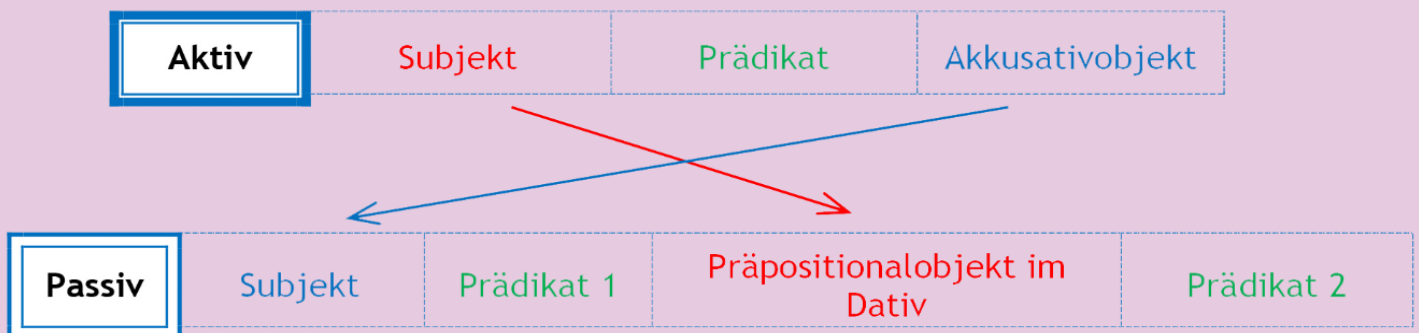 Aktiv Subjekt Prädikat Akkusativobjekt
Passiv Subjekt Prädikat 1 Präpositionalobjekt im Dativ Prädikat 2